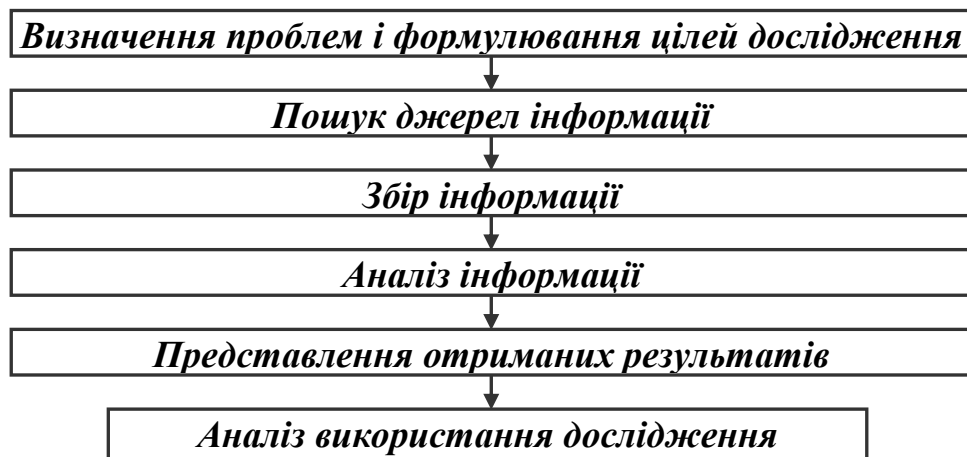 Визначення проблем і формулювання цілей дослідження
Пошук джерел інформації
Збір інформації
Аналіз інформації
Представлення отриманих результатів
Аналіз використання дослідження